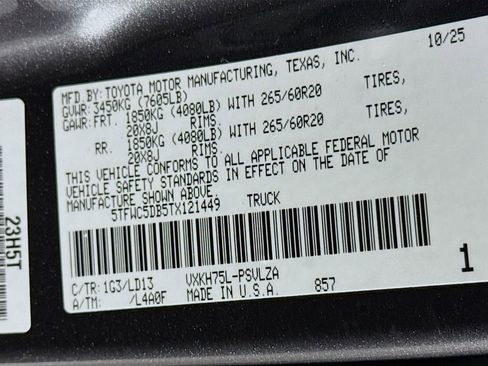 10/25
MFD.BY:TOYOTA MOTOR MANUFACTURING, TEXAS, INC.
GVWR:3450KG (7605LB)
GAWR:FRT. 1850KG (4080LB) WITH 265/60R20 TIRES,
20X8J RIMS.
RR. 1850KG (4080LB) WITH 265/60R20 TIRES,
20X8J RIMS.
THIS VEHICLE CONFORMS TO ALL APPLICABLE FEDERAL MOTOR
VEHICLE SAFETY STANDARDS IN EFFECT ON THE DATE OF
MANUFACTURE SHOWN ABOVE.
5TFWC5DB5TX121449 TRUCK
C/TR:1G3/LD13 VXKH75L-PSVLZA
A/TM: /L4A0F MADE IN U.S.A. 857
1
23H5T